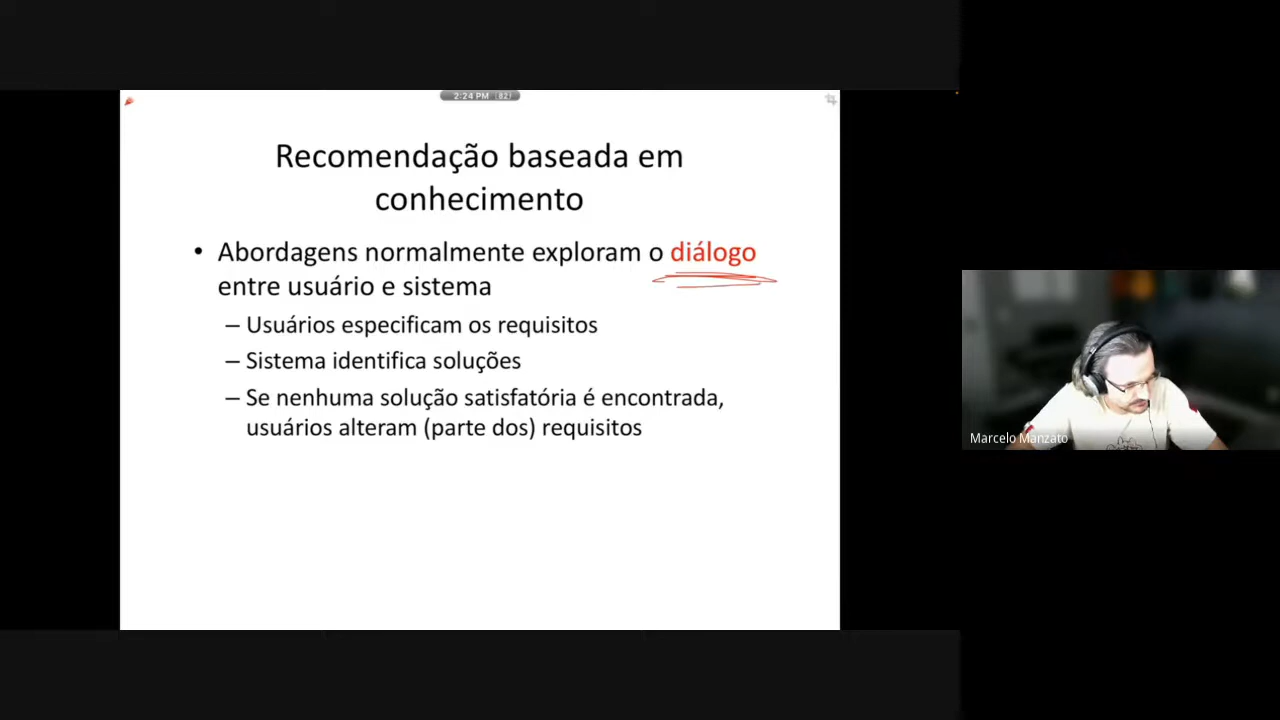 2:24 PM (82)
Recomendação baseada em
conhecimento
• Abordagens normalmente exploram o diálogo
entre usuário e sistema
– Usuários especificam os requisitos
– Sistema identifica soluções
– Se nenhuma solução satisfatória é encontrada,
usuários alteram (parte dos) requisitos
Marcelo Manzato